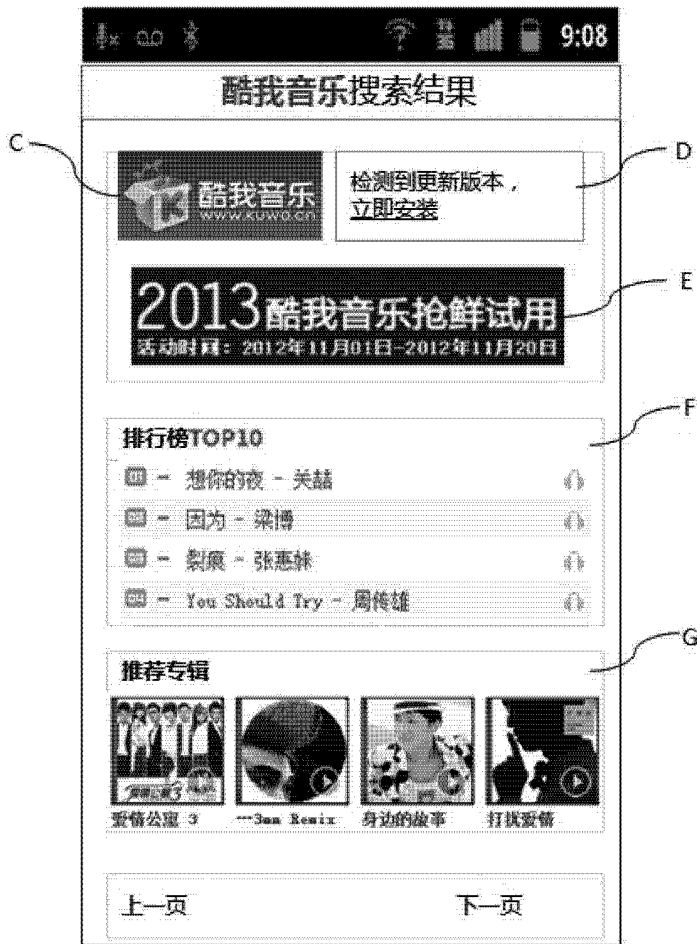 9:08
酷我音乐搜索结果
C
酷我音乐
www.kuwo.cn
检测到更新版本，
立即安装
D
2013酷我音乐抢鲜试用
活动时间：2012年11月01日-2012年11月20日
E
F
排行榜TOP10
- 想你的夜 - 关喆
- 因为 - 梁博
- 裂痕 - 张惠妹
- You Should Try - 周传雄
G
推荐专辑
爱情公寓 3
身边的故事
打扰爱情
上一页
下一页